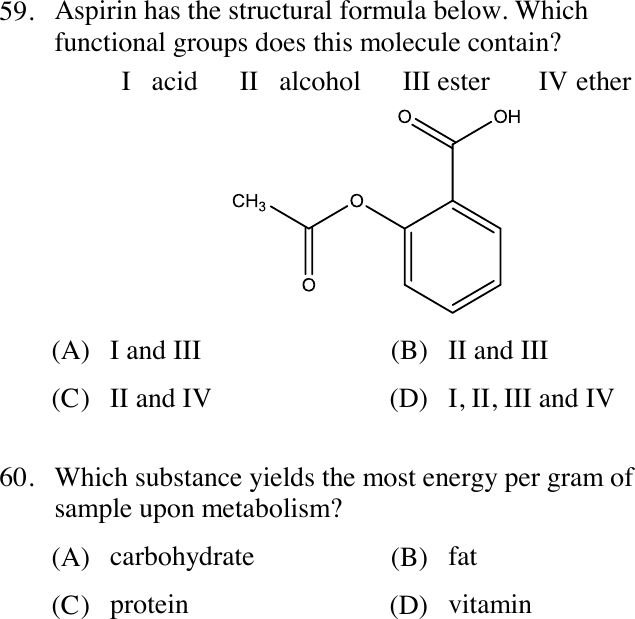 59. Aspirin has the structural formula below. Which
functional groups does this molecule contain?
I acid II alcohol III ester IV ether
O OH
CH₃ O
O
(A) I and III (B) II and III
(C) II and IV (D) I, II, III and IV
60. Which substance yields the most energy per gram of
sample upon metabolism?
(A) carbohydrate (B) fat
(C) protein (D) vitamin